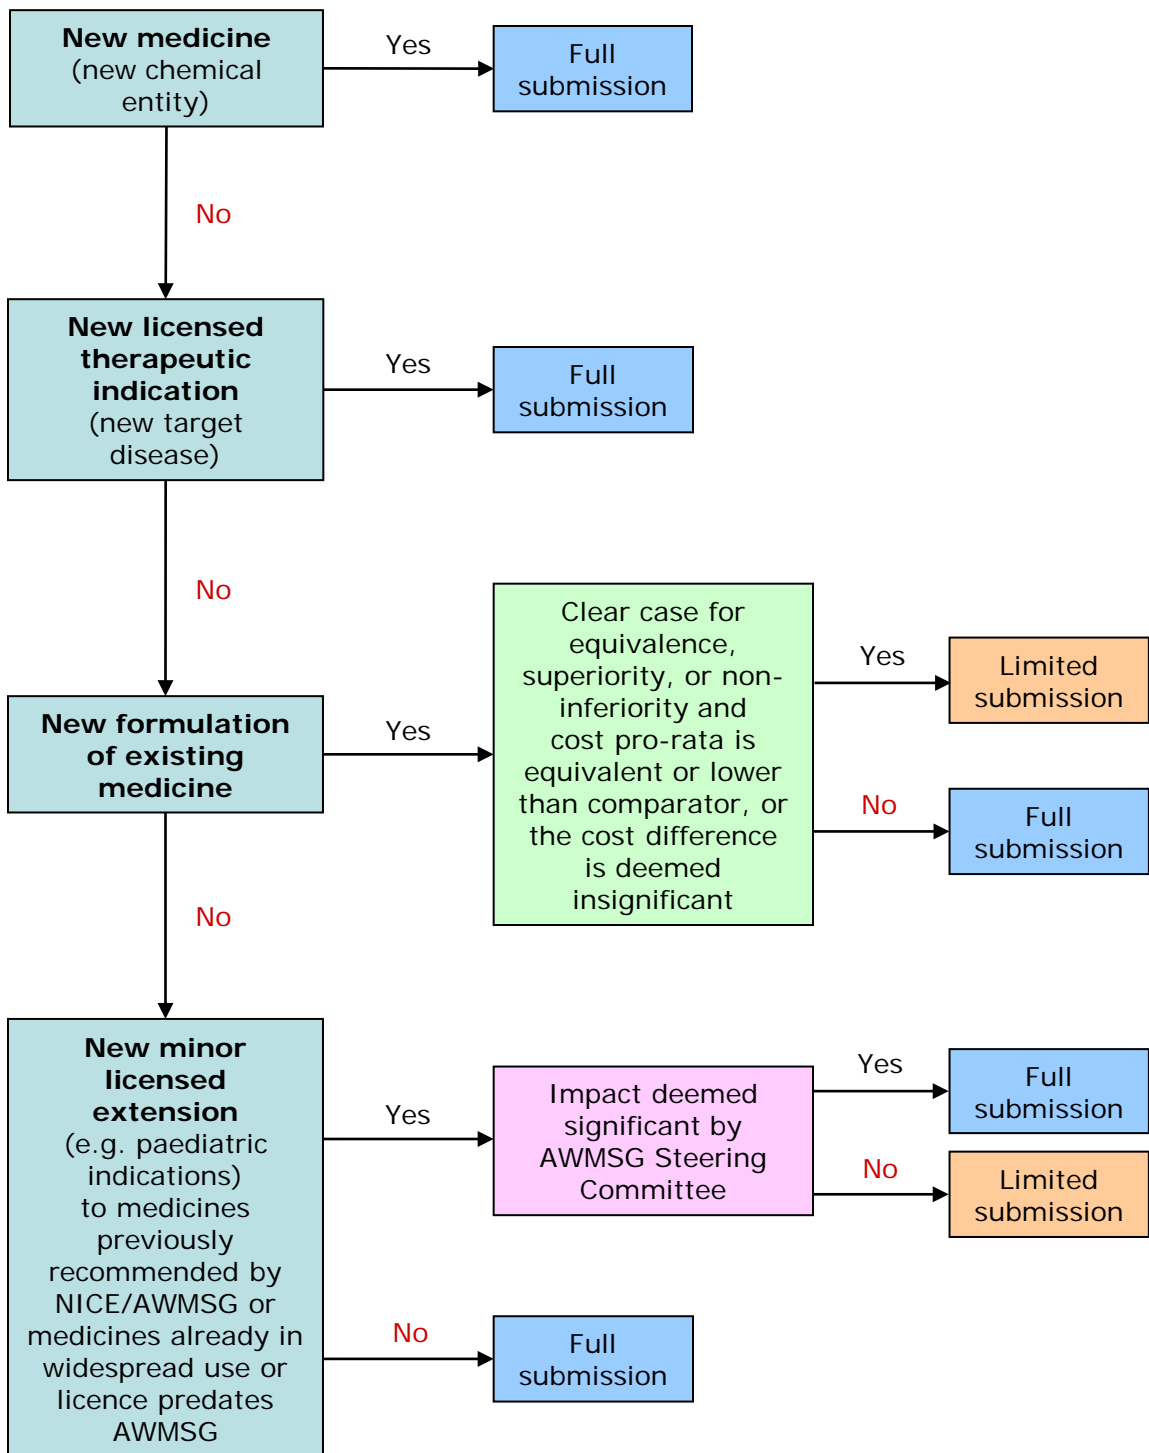 New medicine
(new chemical
entity)
Yes
Full
submission
No
New licensed
therapeutic
indication
(new target
disease)
Yes
Full
submission
No
New formulation
of existing
medicine
Yes
Clear case for
equivalence,
superiority, or non-
inferiority and
cost pro-rata is
equivalent or lower
than comparator, or
the cost difference
is deemed
insignificant
Yes
Limited
submission
No
Full
submission
No
New minor
licensed
extension
(e.g. paediatric
indications)
to medicines
previously
recommended by
NICE/AWMSG or
medicines already in
widespread use or
licence predates
AWMSG
Yes
Impact deemed
significant by
AWMSG Steering
Committee
Yes
Full
submission
No
Limited
submission
No
Full
submission